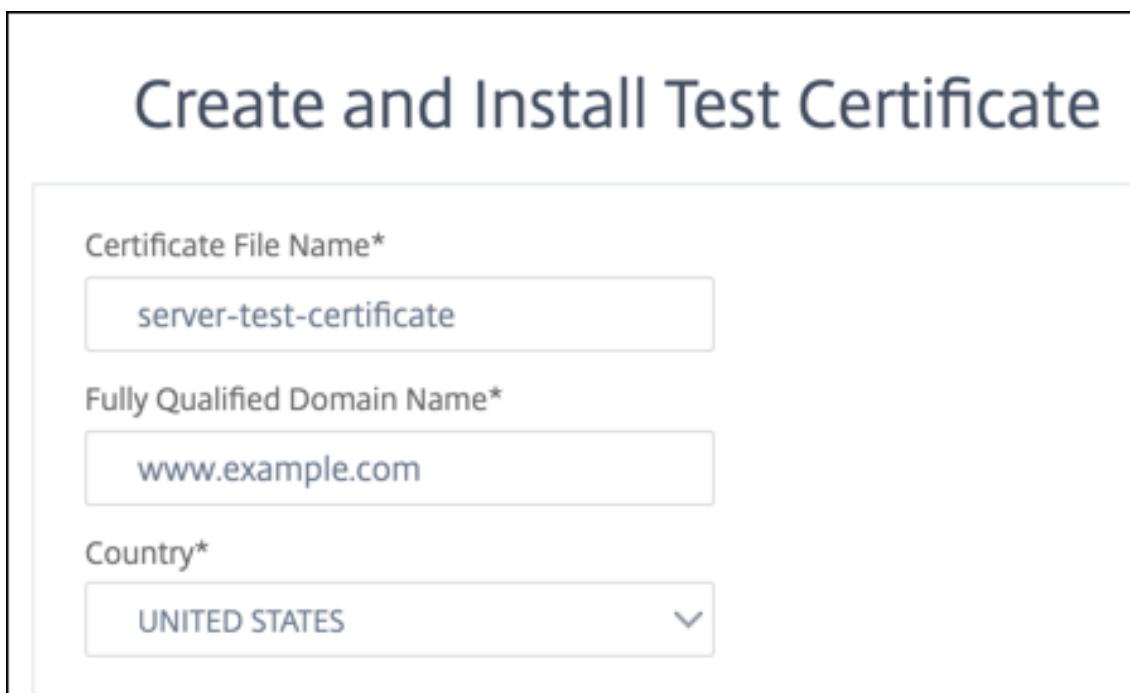 Create and Install Test Certificate
Certificate File Name*
server-test-certificate
Fully Qualified Domain Name*
www.example.com
Country*
UNITED STATES